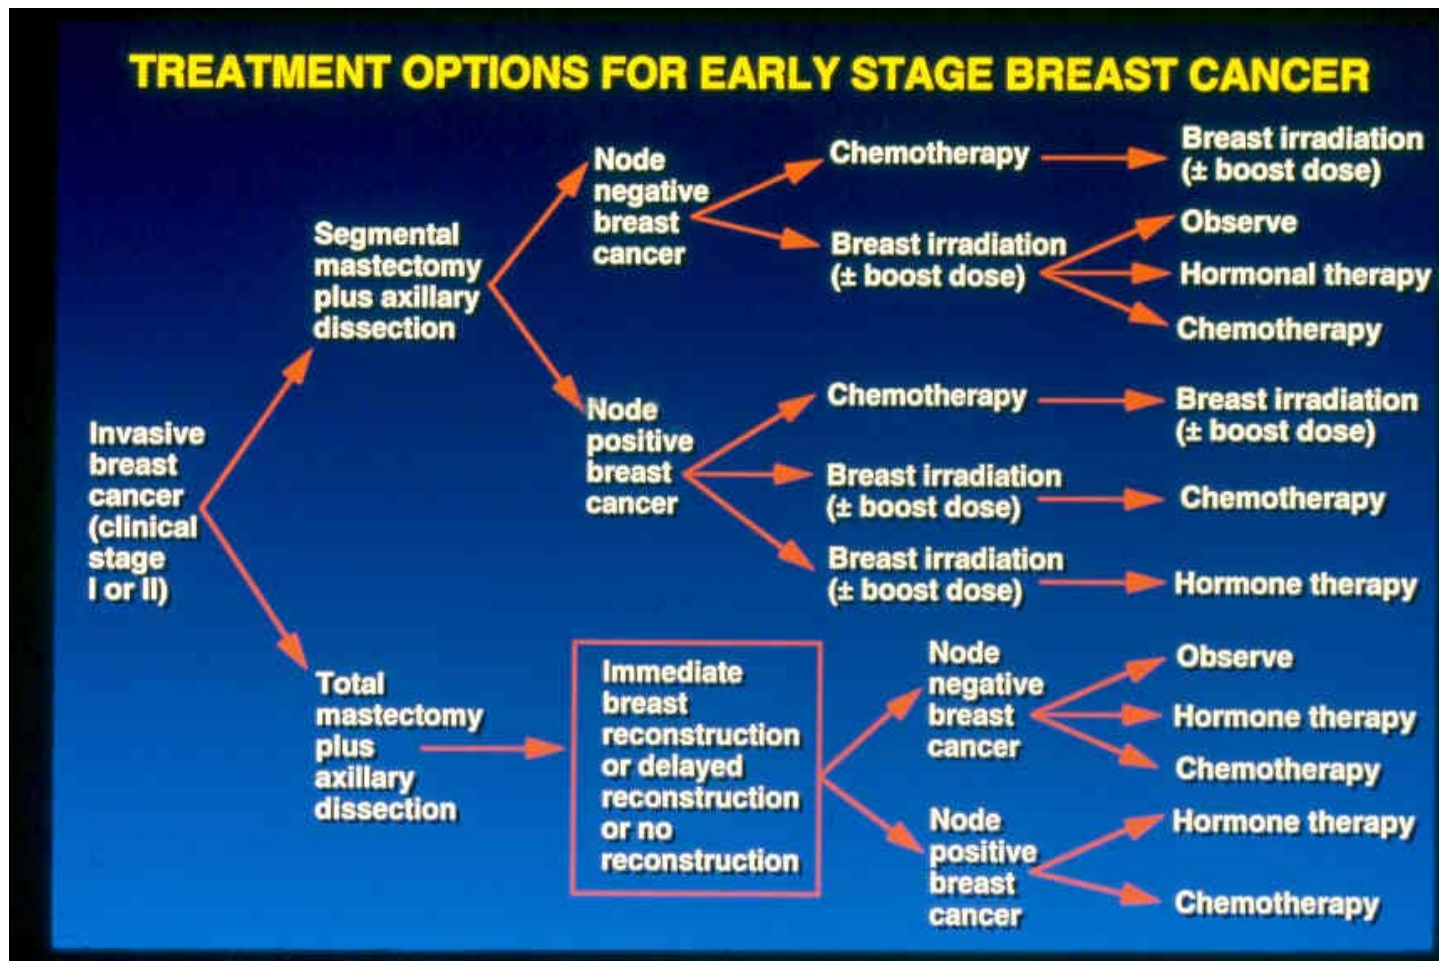 TREATMENT OPTIONS FOR EARLY STAGE BREAST CANCER
Invasive
breast
cancer
(clinical
stage
I or II)
Segmental
mastectomy
plus axillary
dissection
Node
negative
breast
cancer
Chemotherapy
Breast irradiation
(± boost dose)
Breast irradiation
(± boost dose)
Observe
Hormonal therapy
Chemotherapy
Node
positive
breast
cancer
Chemotherapy
Breast irradiation
(± boost dose)
Breast irradiation
(± boost dose)
Chemotherapy
Breast irradiation
(± boost dose)
Hormone therapy
Total
mastectomy
plus
axillary
dissection
Immediate
breast
reconstruction
or delayed
reconstruction
or no
reconstruction
Node
negative
breast
cancer
Observe
Hormone therapy
Chemotherapy
Node
positive
breast
cancer
Hormone therapy
Chemotherapy